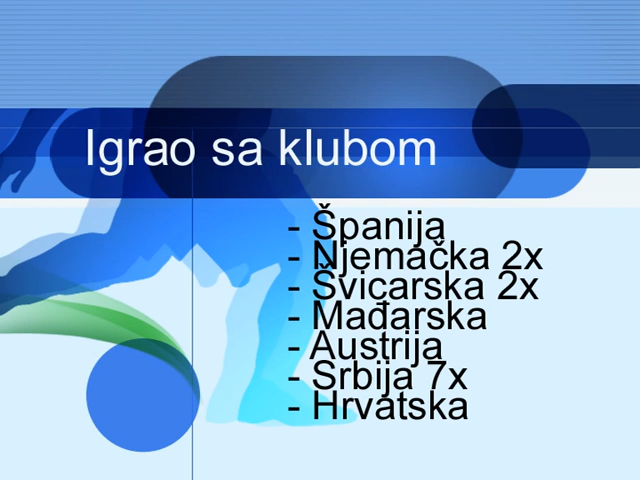 Igrao sa klubom
- Španija
- Njemačka 2x
- Švicarska 2x
- Mađarska
- Austrija
- Srbija 7x
- Hrvatska